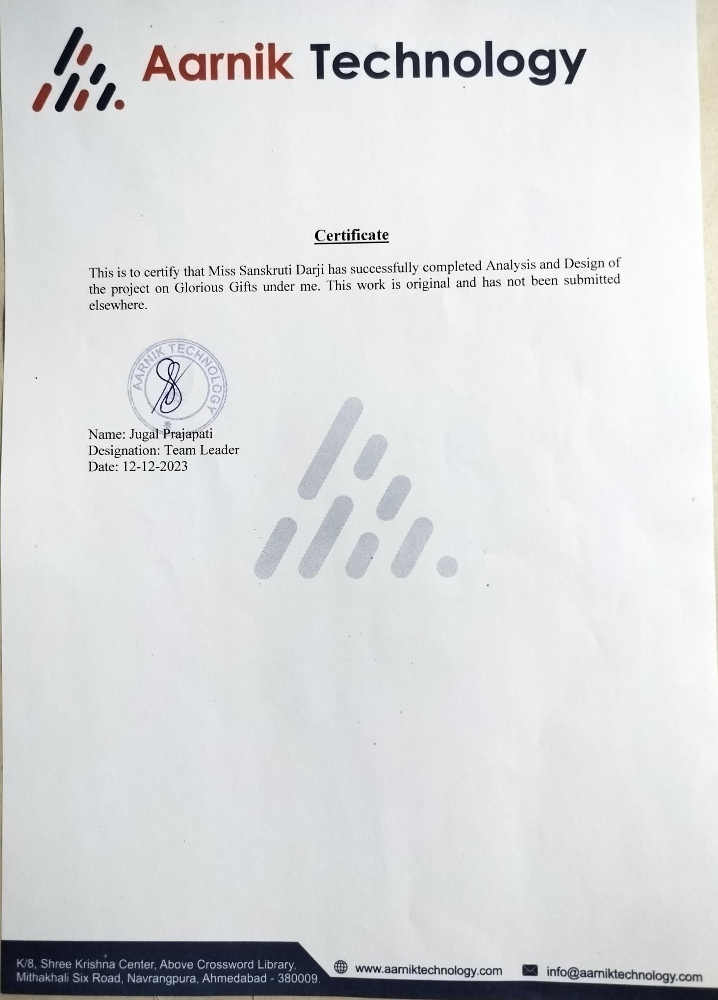 Aarnik Technology
Certificate
This is to certify that Miss Sanskruti Darji has successfully completed Analysis and Design of
the project on Glorious Gifts under me. This work is original and has not been submitted
elsewhere.
AARNIK TECHNOLOGY
*
Name: Jugal Prajapati
Designation: Team Leader
Date: 12-12-2023
K/8, Shree Krishna Center, Above Crossword Library,
Mithakhali Six Road, Navrangpura, Ahmedabad - 380009.
www.aarniktechnology.com
info@aarniktechnology.com